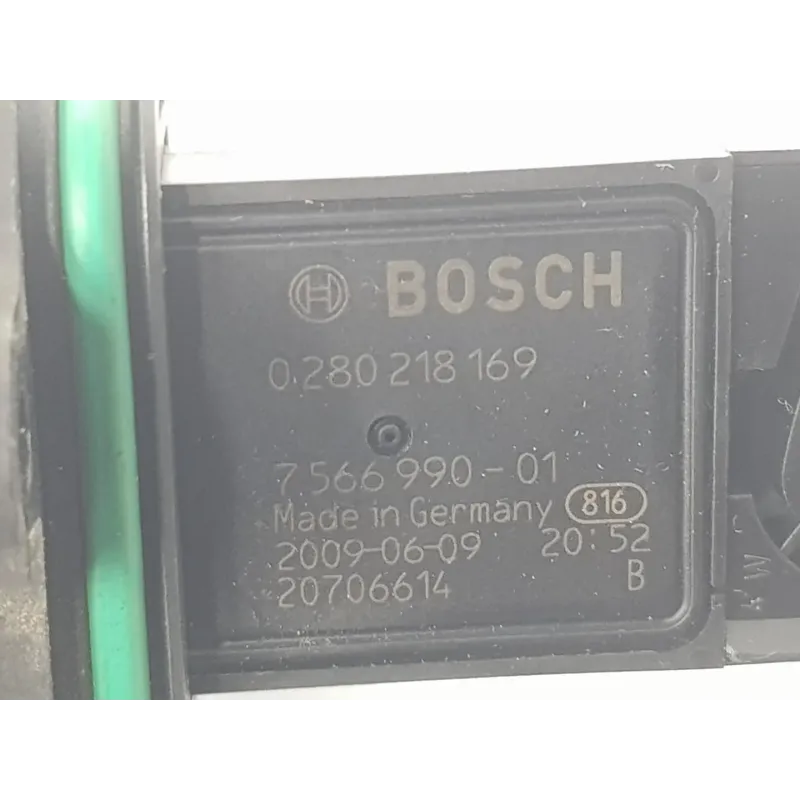 BOSCH
0 280 218 169
7 566 990-01
Made in Germany 816
2009-06-09 20:52
20706614 B